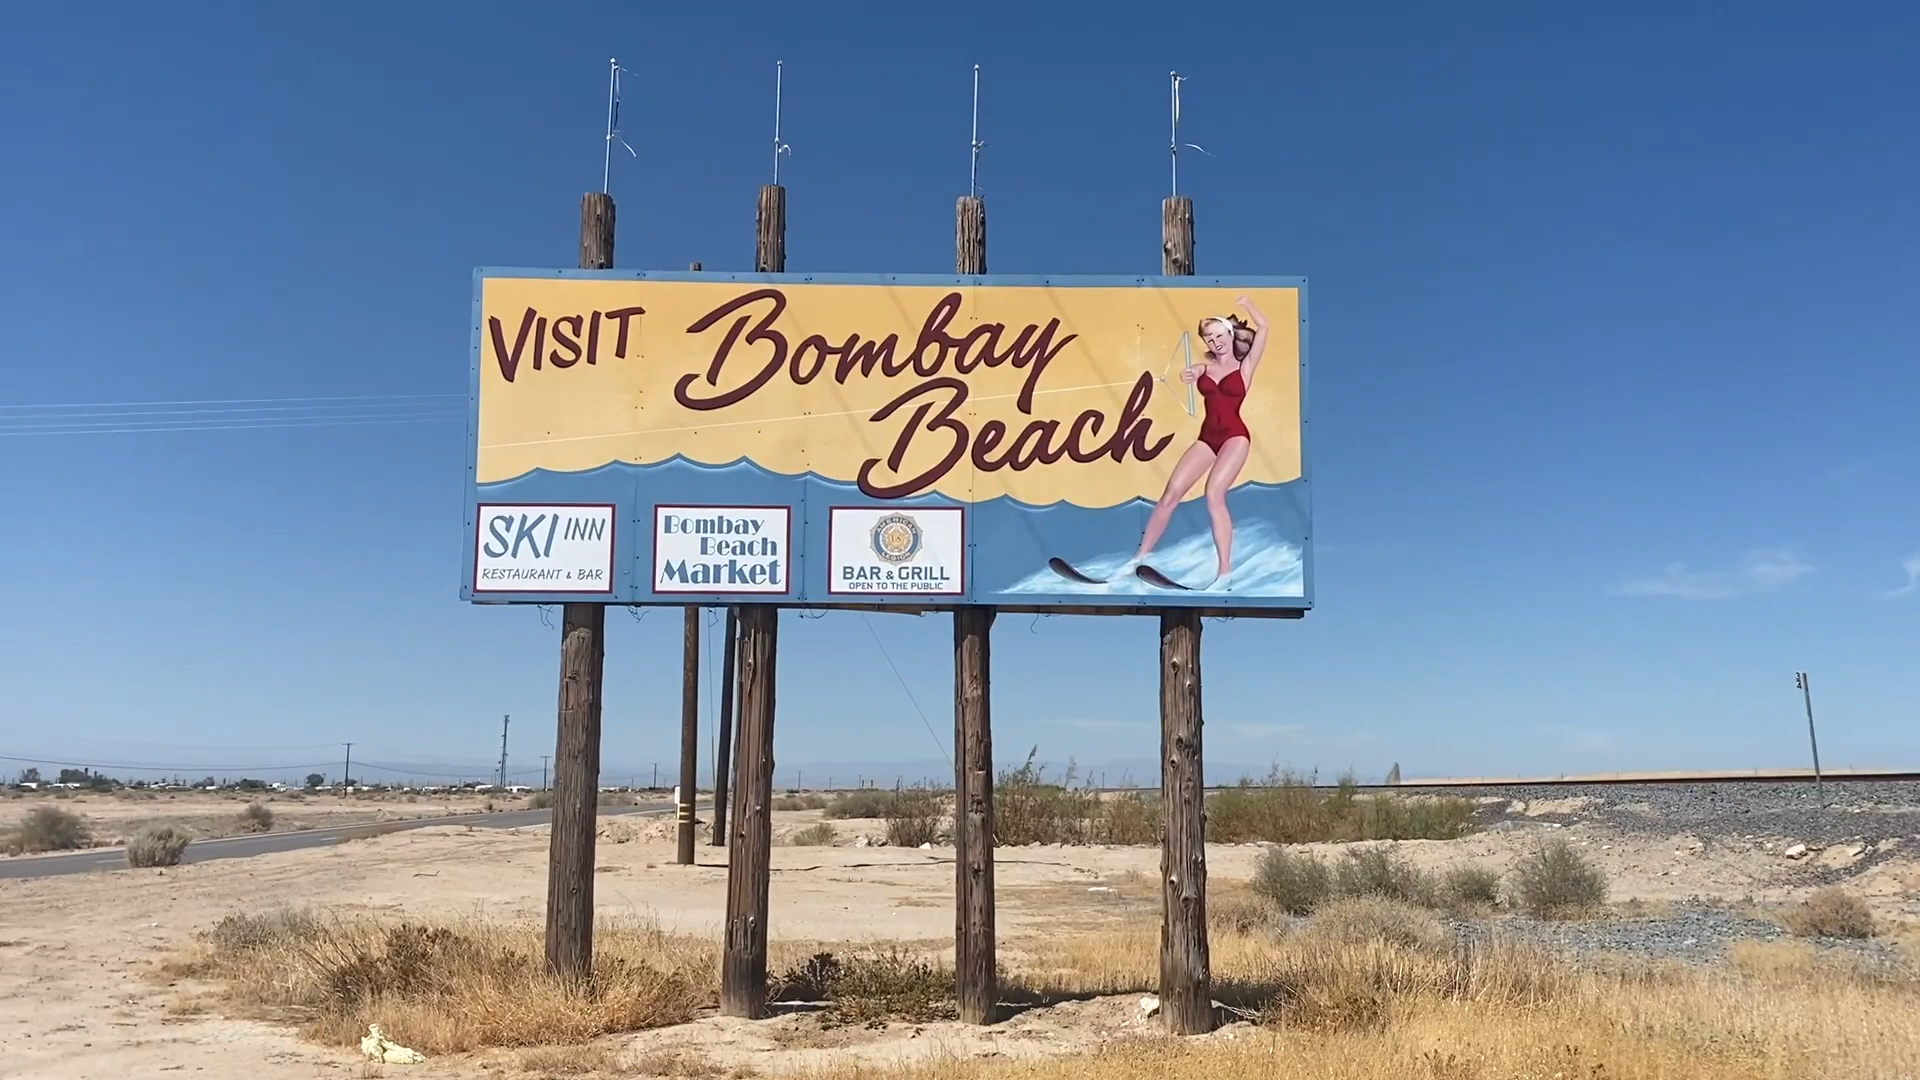 VISIT
Bombay
Beach
SKI INN
RESTAURANT & BAR
Bombay
Beach
Market
AMERICAN
LEGION
BAR & GRILL
OPEN TO THE PUBLIC